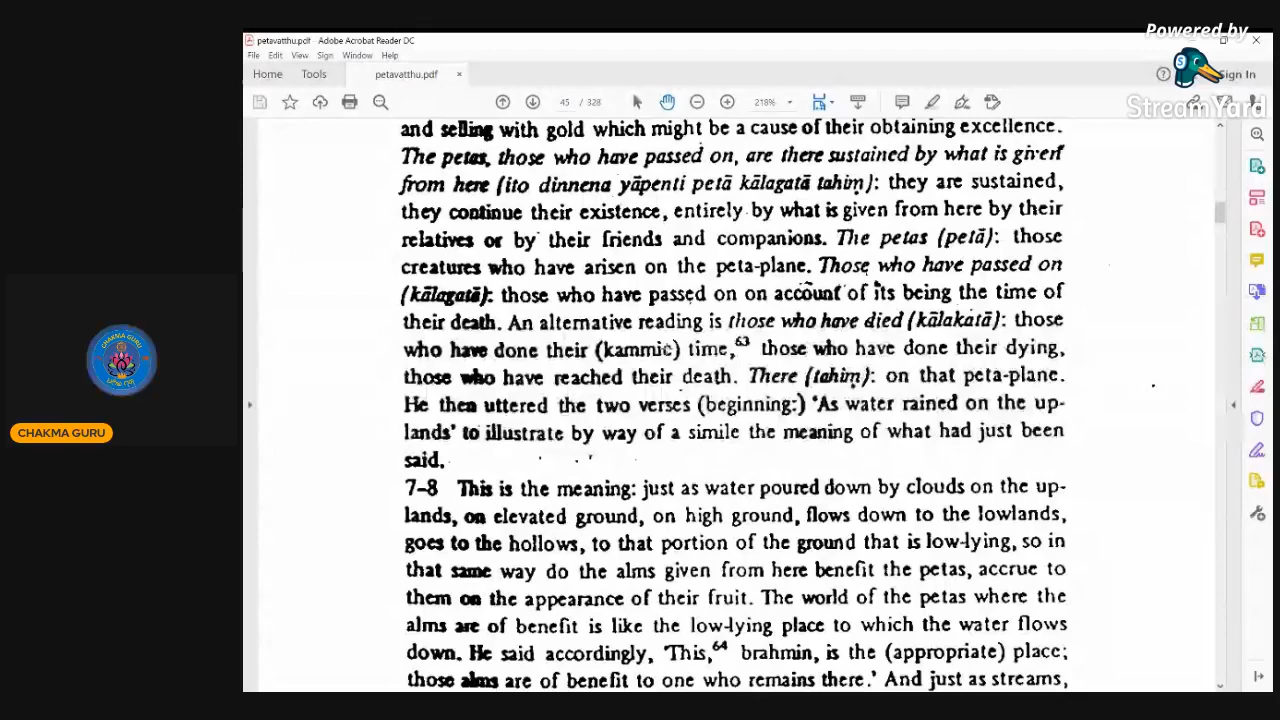 Powered by
StreamYard
petavatthu.pdf - Adobe Acrobat Reader DC
File Edit View Sign Window Help
Home Tools petavatthu.pdf × Sign In
45 / 328 218%
and selling with gold which might be a cause of their obtaining excellence.
The petas, those who have passed on, are there sustained by what is given
from here (ito dinnena yāpenti petā kālagatā tahiṃ): they are sustained,
they continue their existence, entirely by what is given from here by their
relatives or by their friends and companions. The petas (petā): those
creatures who have arisen on the peta-plane. Those who have passed on
(kālagatā): those who have passed on on account of its being the time of
their death. An alternative reading is those who have died (kālakatā): those
who have done their (kammic) time,63 those who have done their dying,
those who have reached their death. There (tahiṃ): on that peta-plane.
He then uttered the two verses (beginning:) 'As water rained on the up-
lands' to illustrate by way of a simile the meaning of what had just been
said.
7–8 This is the meaning: just as water poured down by clouds on the up-
lands, on elevated ground, on high ground, flows down to the lowlands,
goes to the hollows, to that portion of the ground that is low-lying, so in
that same way do the alms given from here benefit the petas, accrue to
them on the appearance of their fruit. The world of the petas where the
alms are of benefit is like the low-lying place to which the water flows
down. He said accordingly, 'This,64 brahmin, is the (appropriate) place;
those alms are of benefit to one who remains there.' And just as streams,
CHAKMA GURU
CHAKMA GURU